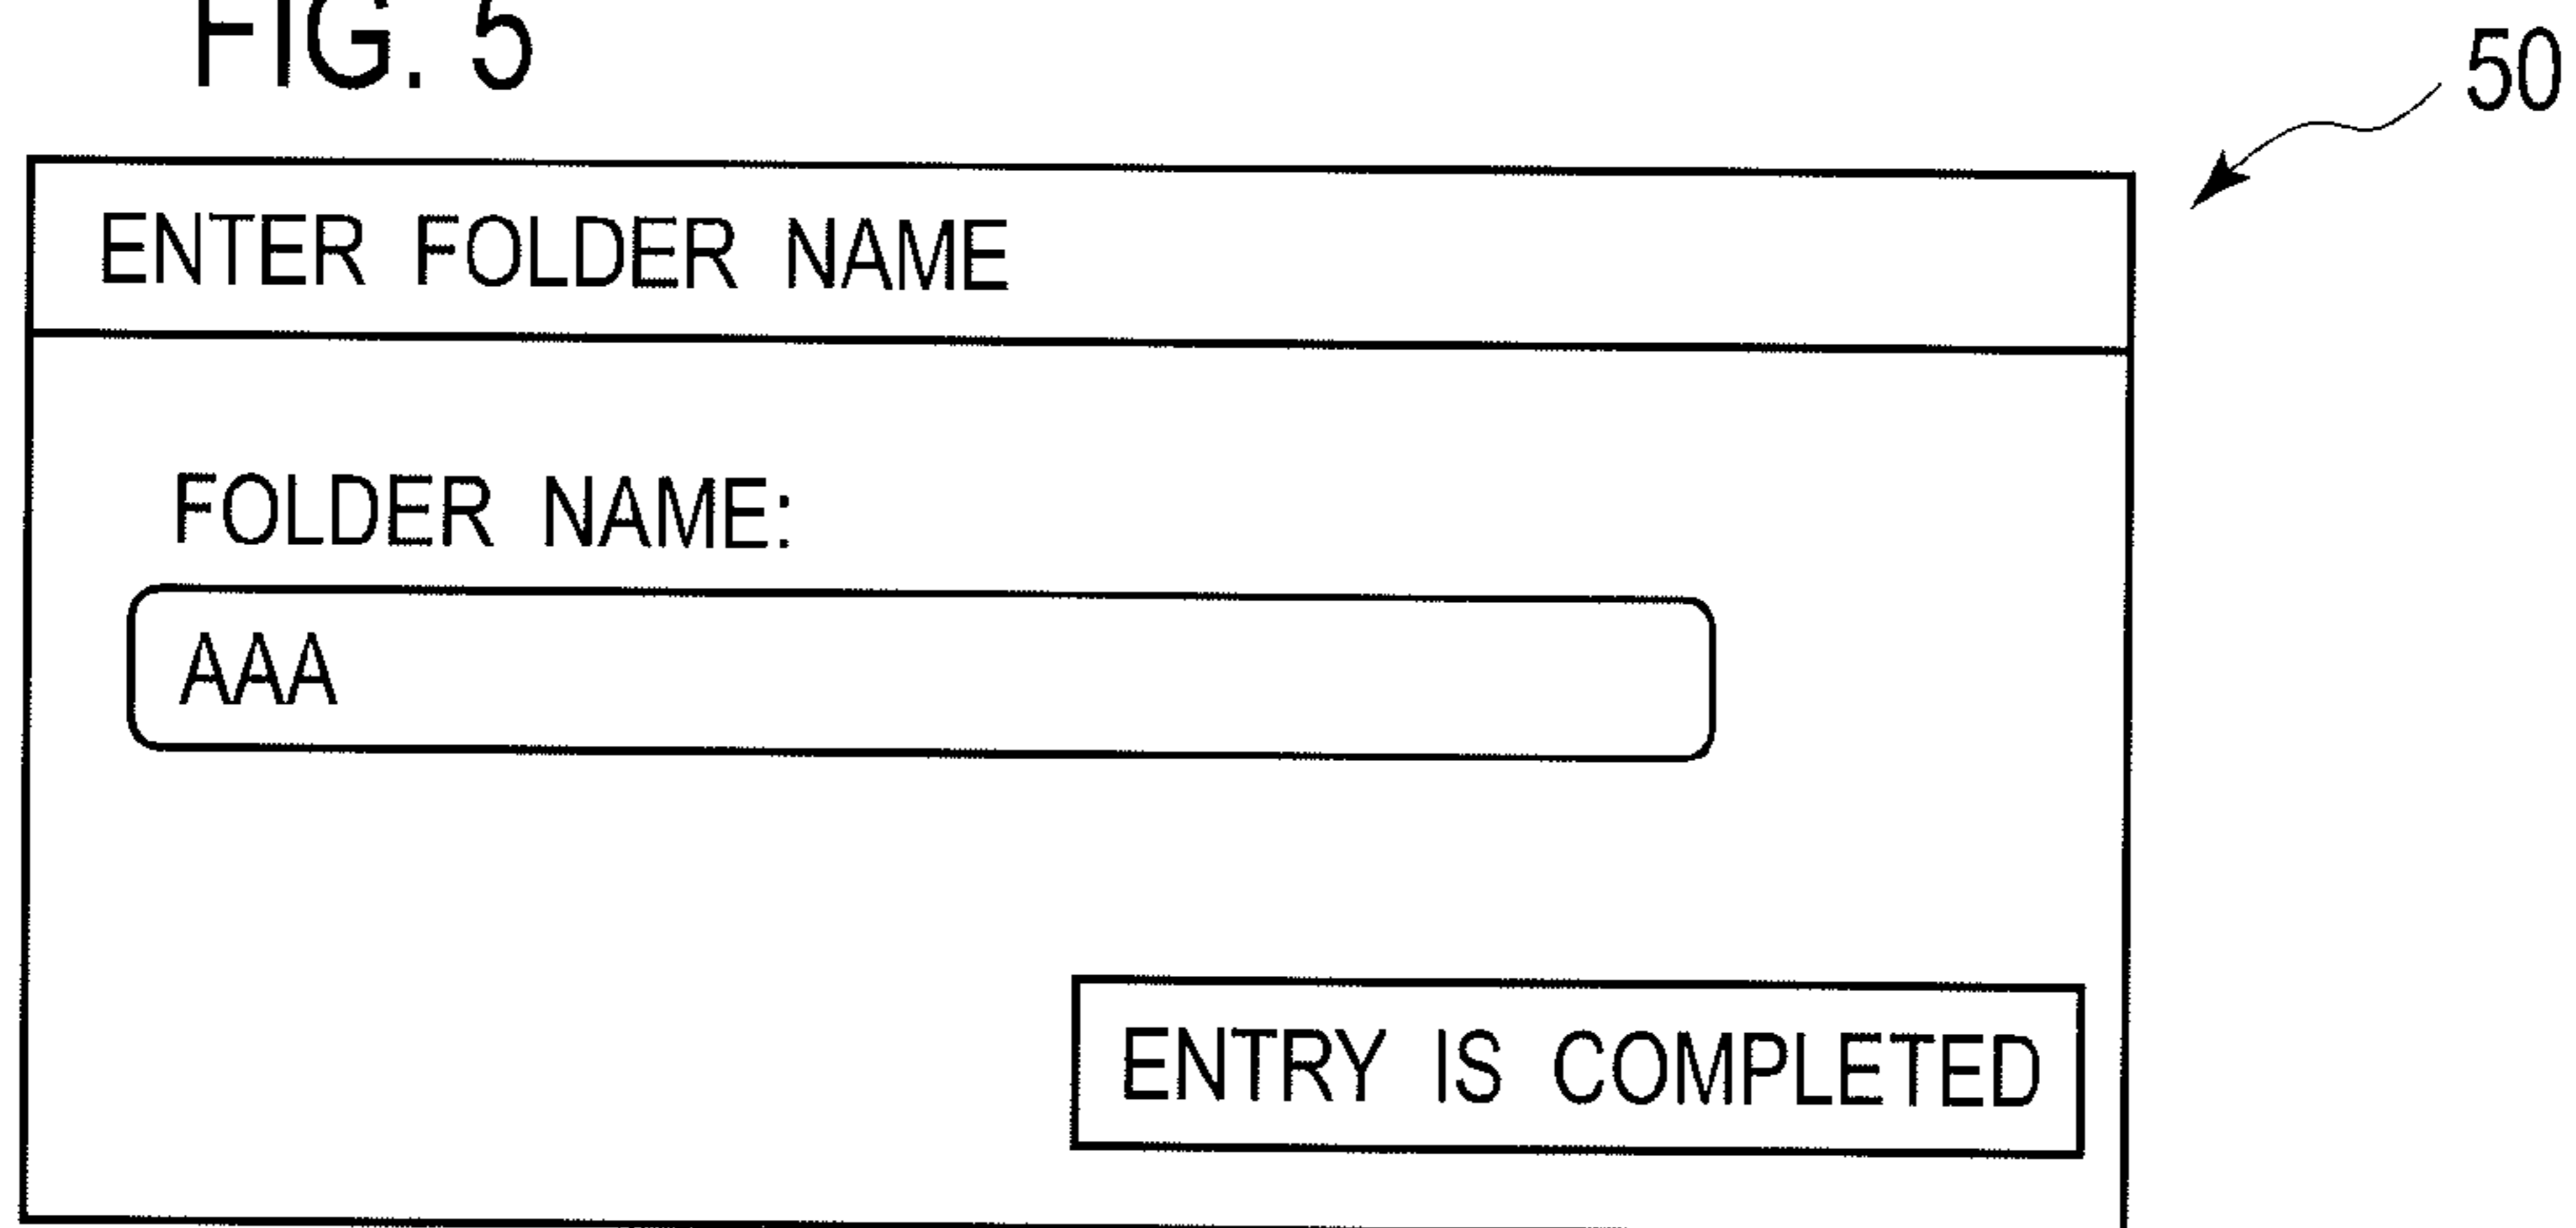 FIG. 5
50
ENTER FOLDER NAME
FOLDER NAME:
AAA
ENTRY IS COMPLETED